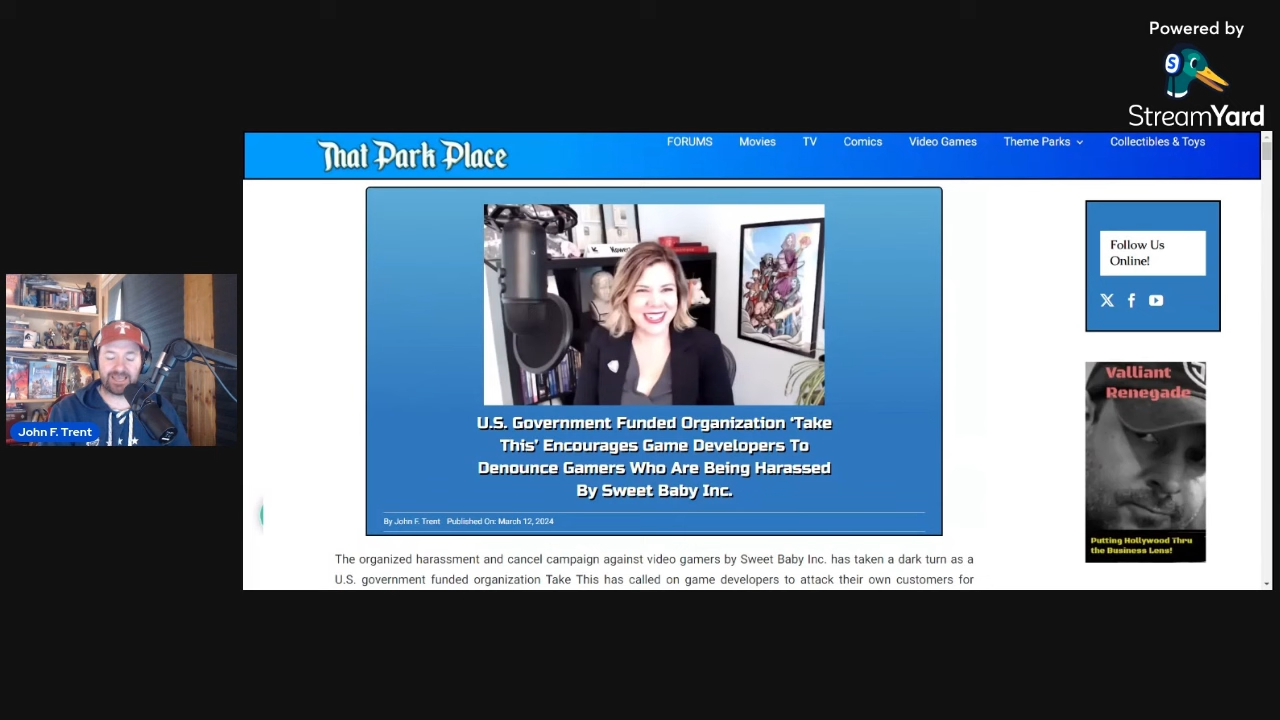 Powered by
S
StreamYard
That Park Place
FORUMS Movies TV Comics Video Games Theme Parks Collectibles & Toys
U.S. Government Funded Organization ‘Take
This’ Encourages Game Developers To
Denounce Gamers Who Are Being Harassed
By Sweet Baby Inc.
By John F. Trent Published On: March 12, 2024
The organized harassment and cancel campaign against video gamers by Sweet Baby Inc. has taken a dark turn as a
U.S. government funded organization Take This has called on game developers to attack their own customers for
Follow Us
Online!
Valliant
Renegade
Putting Hollywood Thru
the Business Lens!
T
John F. Trent